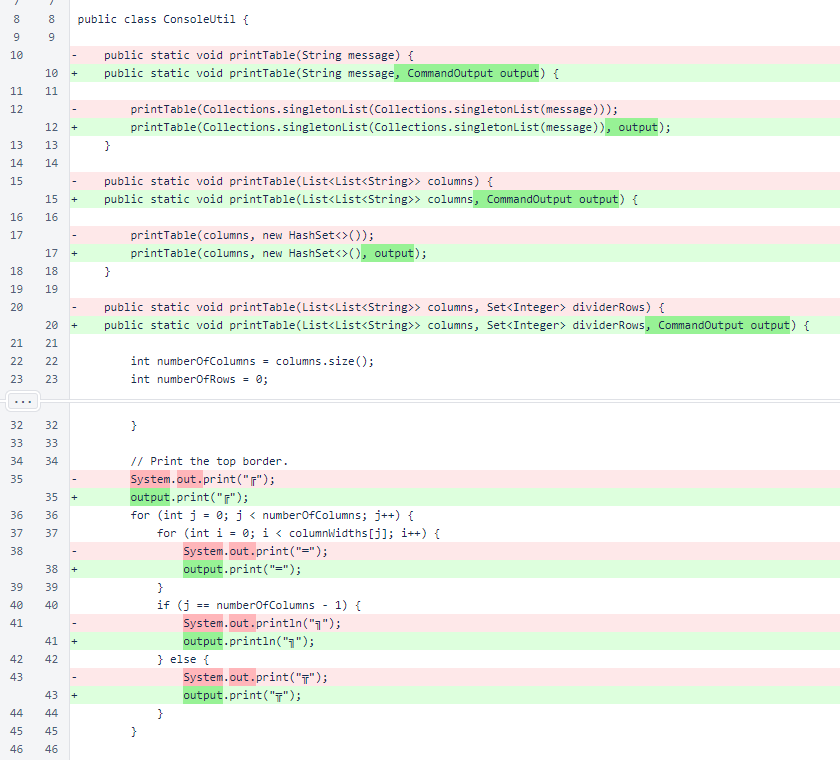 7 7
8 8 public class ConsoleUtil {
9 9
10 - public static void printTable(String message) {
10 + public static void printTable(String message, CommandOutput output) {
11 11
12 - printTable(Collections.singletonList(Collections.singletonList(message)));
12 + printTable(Collections.singletonList(Collections.singletonList(message)), output);
13 13 }
14 14
15 - public static void printTable(List<List<String>> columns) {
15 + public static void printTable(List<List<String>> columns, CommandOutput output) {
16 16
17 - printTable(columns, new HashSet<>());
17 + printTable(columns, new HashSet<>(), output);
18 18 }
19 19
20 - public static void printTable(List<List<String>> columns, Set<Integer> dividerRows) {
20 + public static void printTable(List<List<String>> columns, Set<Integer> dividerRows, CommandOutput output) {
21 21
22 22 int numberOfColumns = columns.size();
23 23 int numberOfRows = 0;
...
32 32 }
33 33
34 34 // Print the top border.
35 - System.out.print("╔");
35 + output.print("╔");
36 36 for (int j = 0; j < numberOfColumns; j++) {
37 37 for (int i = 0; i < columnWidths[j]; i++) {
38 - System.out.print("═");
38 + output.print("═");
39 39 }
40 40 if (j == numberOfColumns - 1) {
41 - System.out.println("╗");
41 + output.println("╗");
42 42 } else {
43 - System.out.print("╦");
43 + output.print("╦");
44 44 }
45 45 }
46 46